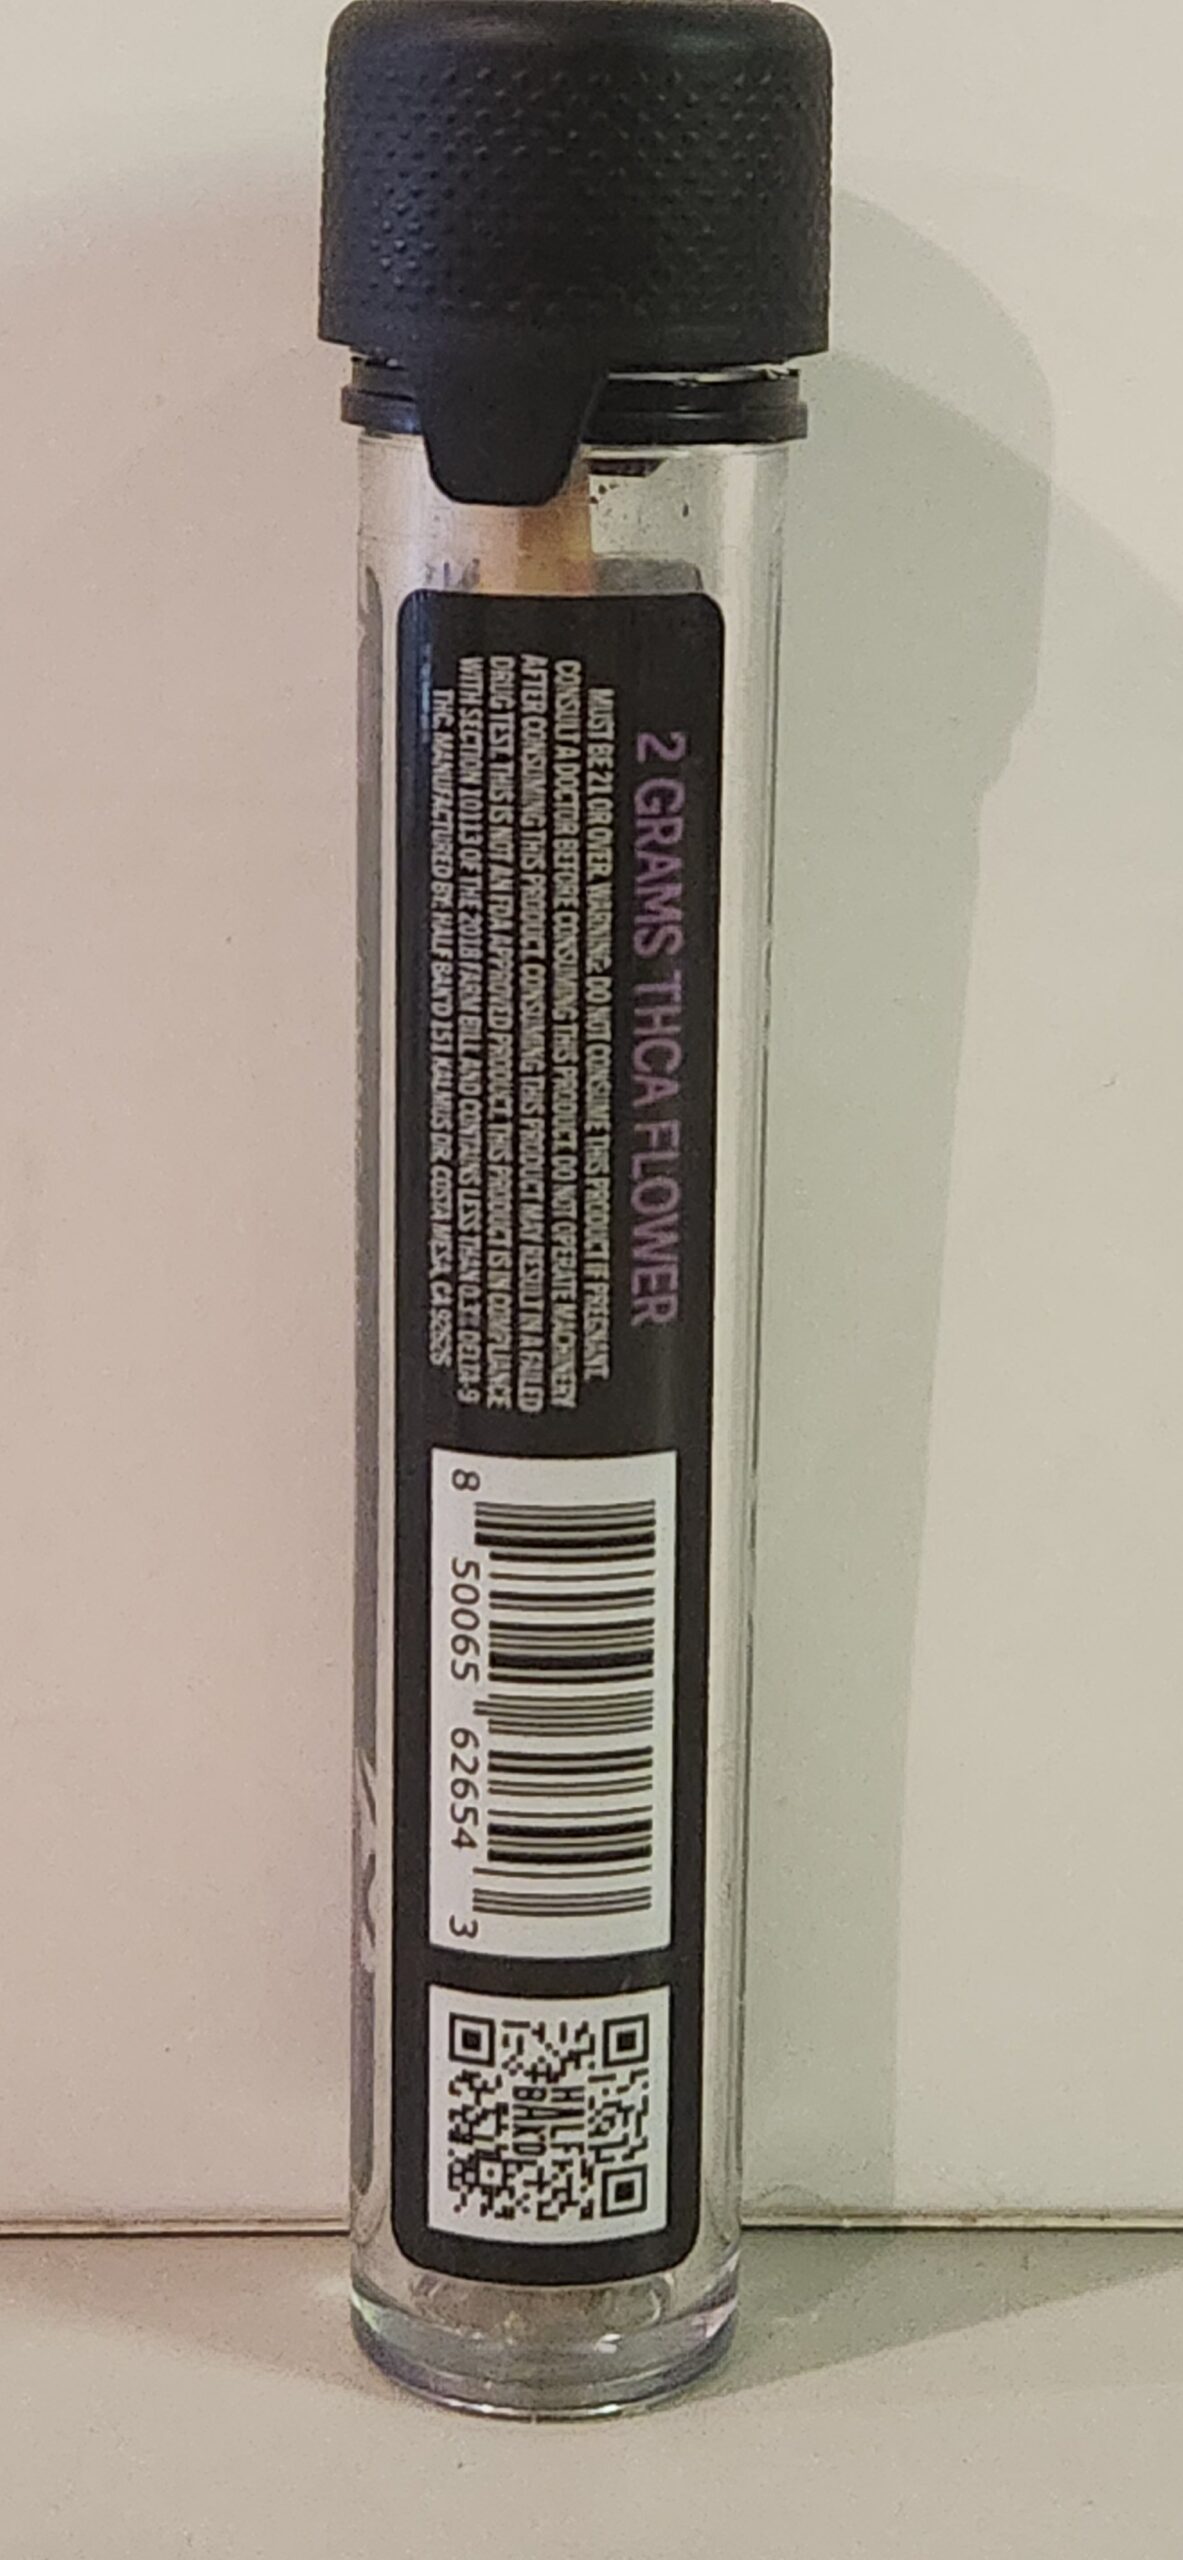 2 GRAMS THCA FLOWER
MUST BE 21 OR OVER. WARNING: DO NOT CONSUME THIS PRODUCT IF PREGNANT.
CONSULT A DOCTOR BEFORE CONSUMING THIS PRODUCT. DO NOT OPERATE MACHINERY
AFTER CONSUMING THIS PRODUCT. CONSUMING THIS PRODUCT MAY RESULT IN A FAILED
DRUG TEST. THIS IS NOT AN FDA APPROVED PRODUCT. THIS PRODUCT IS IN COMPLIANCE
WITH SECTION 10113 OF THE 2018 FARM BILL AND CONTAINS LESS THAN 0.3% DELTA-9
THC. MANUFACTURED BY: HALF BAK'D 151 KALMUS DR. COSTA MESA, CA 92626
8 50065 62654 3
HALF
BAK'D